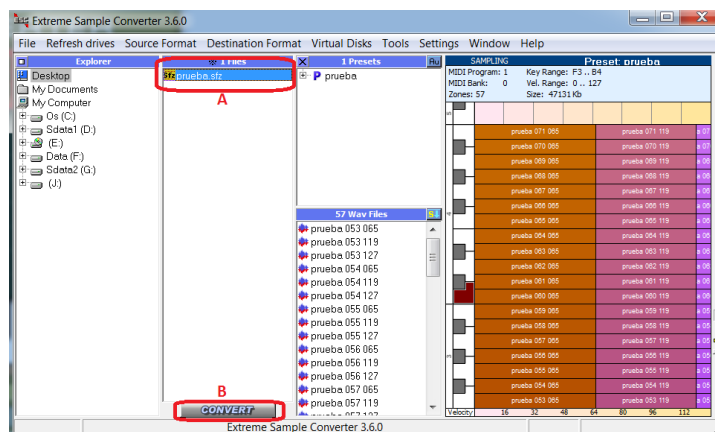 Extreme Sample Converter 3.6.0
File Refresh drives Source Format Destination Format Virtual Disks Tools Settings Window Help
Explorer
Desktop
My Documents
My Computer
Os (C:)
Sdata1 (D:)
(E:)
Data (F:)
Sdata2 (G:)
(J:)
1 Files
sfz prueba.sfz
A
B
CONVERT
1 Presets
P prueba
57 Wav Files
prueba 053 065
prueba 053 119
prueba 053 127
prueba 054 065
prueba 054 119
prueba 054 127
prueba 055 065
prueba 055 119
prueba 055 127
prueba 056 065
prueba 056 119
prueba 056 127
prueba 057 065
prueba 057 119
prueba 057 127
SAMPLING Preset: prueba
MIDI Program: 1 Key Range: F3 .. B4
MIDI Bank: 0 Vel. Range: 0 .. 127
Zones: 57 Size: 47131 Kb
prueba 071 065 prueba 071 119
prueba 070 065 prueba 070 119
prueba 069 065 prueba 069 119
prueba 068 065 prueba 068 119
prueba 067 065 prueba 067 119
prueba 066 065 prueba 066 119
prueba 065 065 prueba 065 119
prueba 064 065 prueba 064 119
prueba 063 065 prueba 063 119
prueba 062 065 prueba 062 119
prueba 061 065 prueba 061 119
prueba 060 065 prueba 060 119
prueba 059 065 prueba 059 119
prueba 058 065 prueba 058 119
prueba 057 065 prueba 057 119
prueba 056 065 prueba 056 119
prueba 055 065 prueba 055 119
prueba 054 065 prueba 054 119
prueba 053 065 prueba 053 119
Velocity 16 32 48 64 80 96 112
Extreme Sample Converter 3.6.0